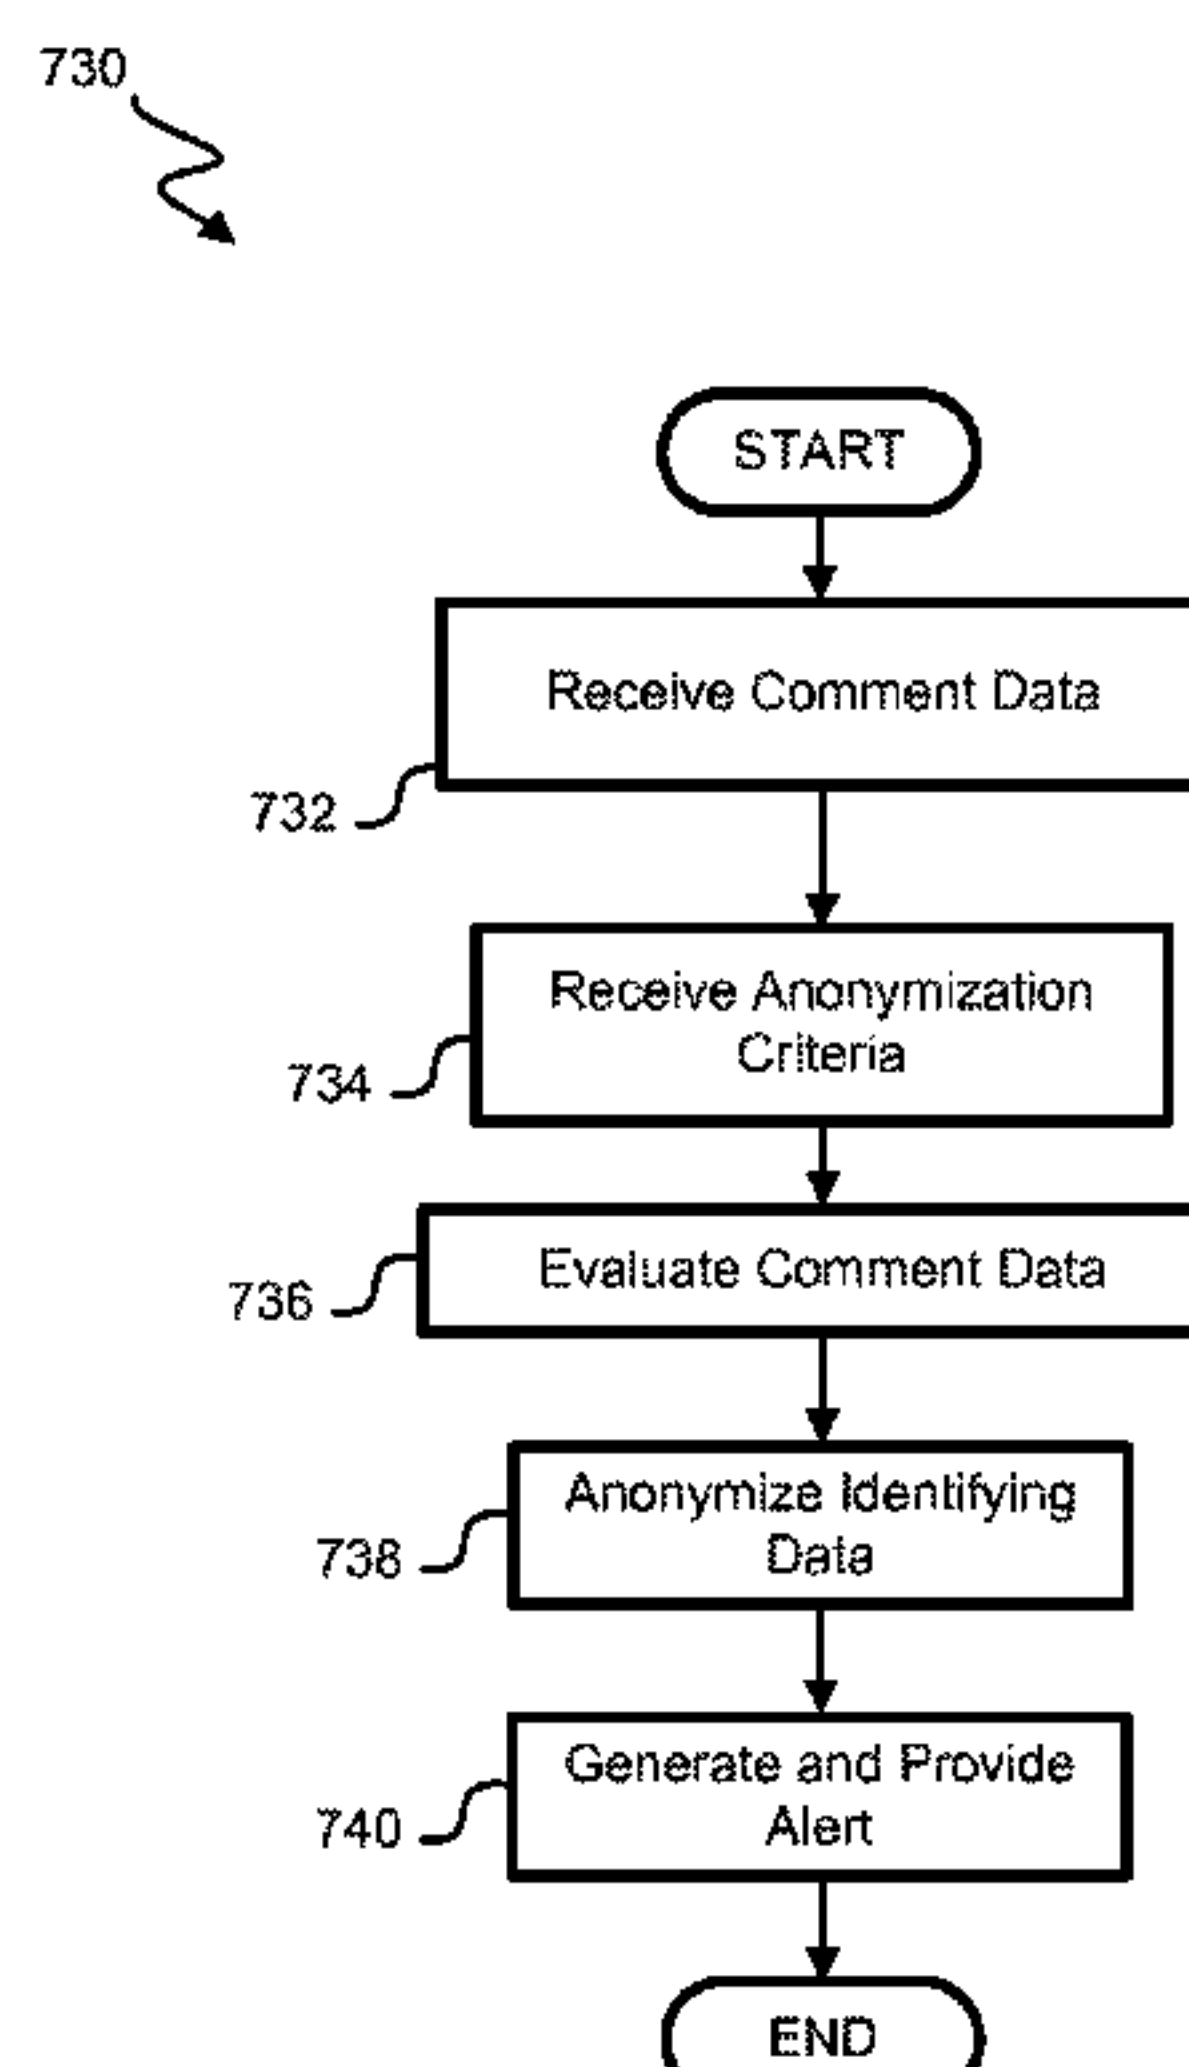 730
START
Receive Comment Data
732
Receive Anonymization
Criteria
734
Evaluate Comment Data
736
Anonymize Identifying
Data
738
Generate and Provide
Alert
740
END